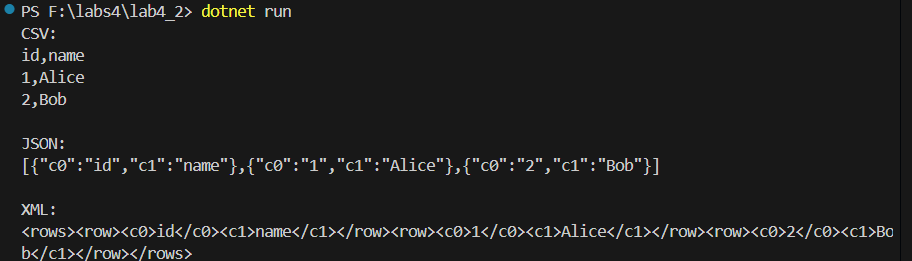 PS F:\labs4\lab4_2> dotnet run
CSV:
id,name
1,Alice
2,Bob
JSON:
[{"c0":"id","c1":"name"},{"c0":"1","c1":"Alice"},{"c0":"2","c1":"Bob"}]
XML:
<rows><row><c0>id</c0><c1>name</c1></row><row><c0>1</c0><c1>Alice</c1></row><row><c0>2</c0><c1>Bo
b</c1></row></rows>